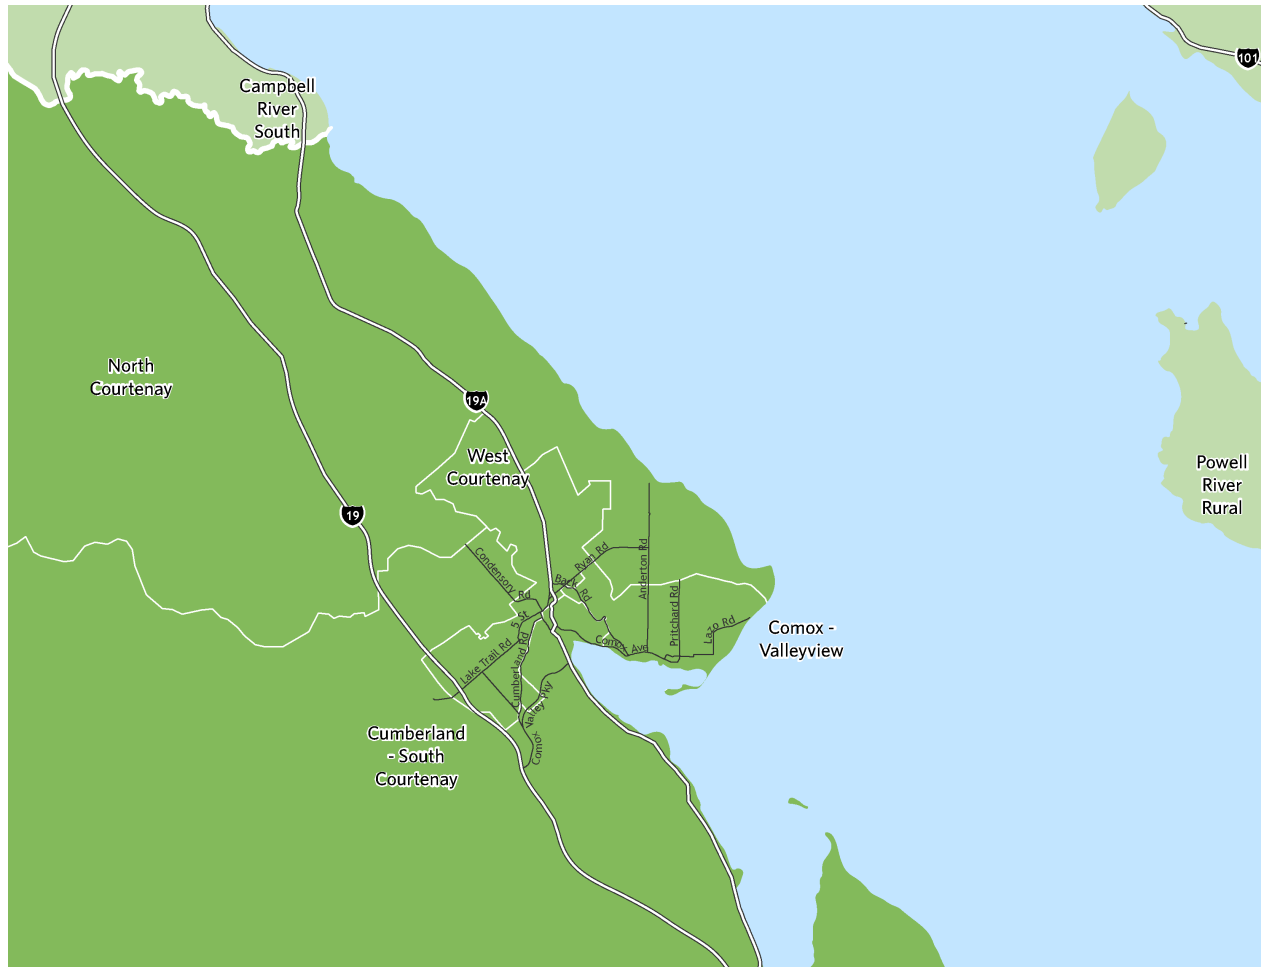 101
Campbell
River
South
North
Courtenay
19A
West
Courtenay
Powell
River
Rural
19
Ryan Rd
Condensory Rd
Back Rd
Anderton Rd
Pritchard Rd
5 St
Lazo Rd
Comox Ave
Comox -
Valleyview
Lake Trail Rd
Cumberland Rd
Comox Valley Pky
Cumberland
- South
Courtenay